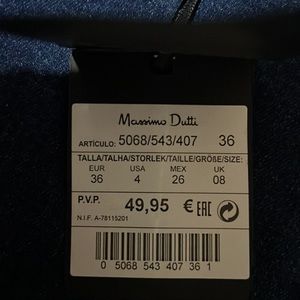 Massimo Dutti
ARTÍCULO: 5068/543/407 36
TALLA/TALHA/STORLEK/TAILLE/GRÖßE/SIZE:
EUR USA MEX UK
36 4 26 08
P.V.P. 49,95 € EAC
N.I.F. A-78115201
0 5068 543 407 36 1